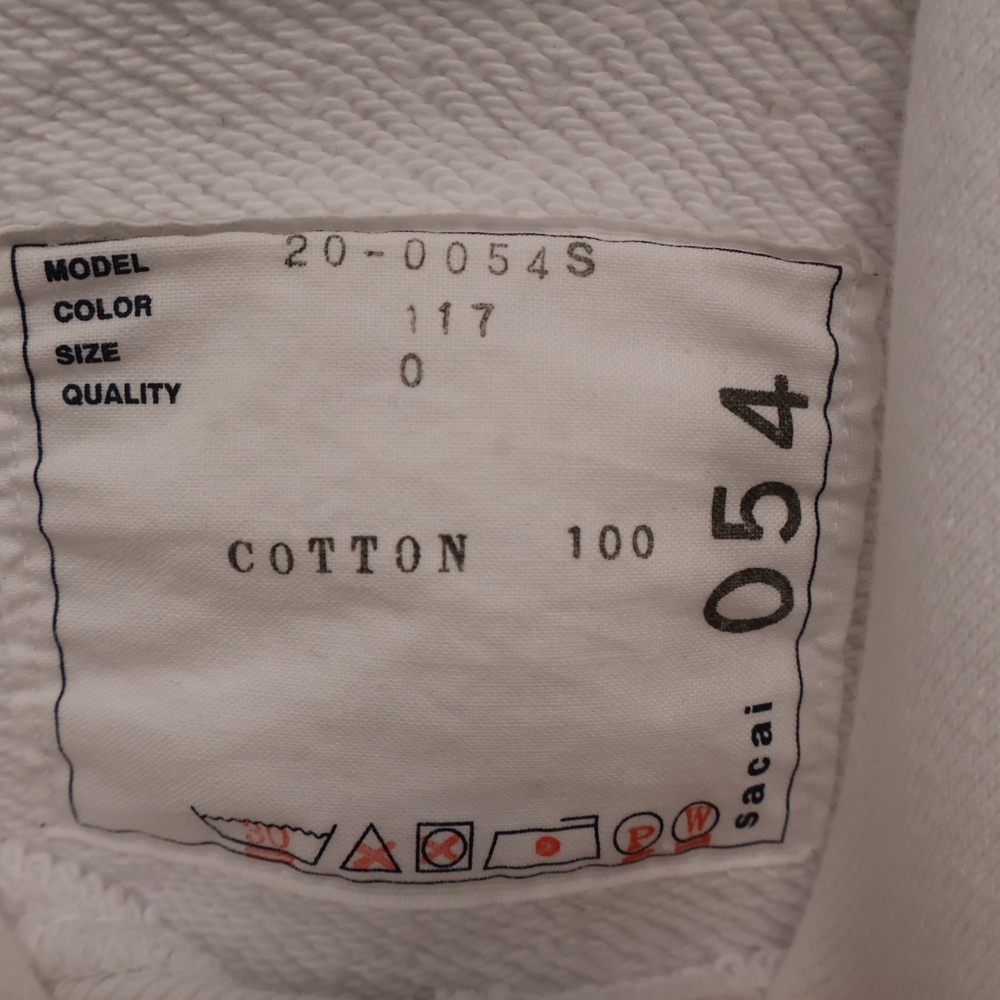 MODEL 20-0054S
COLOR 117
SIZE 0
QUALITY
COTTON 100
054
sacai
30
P
W